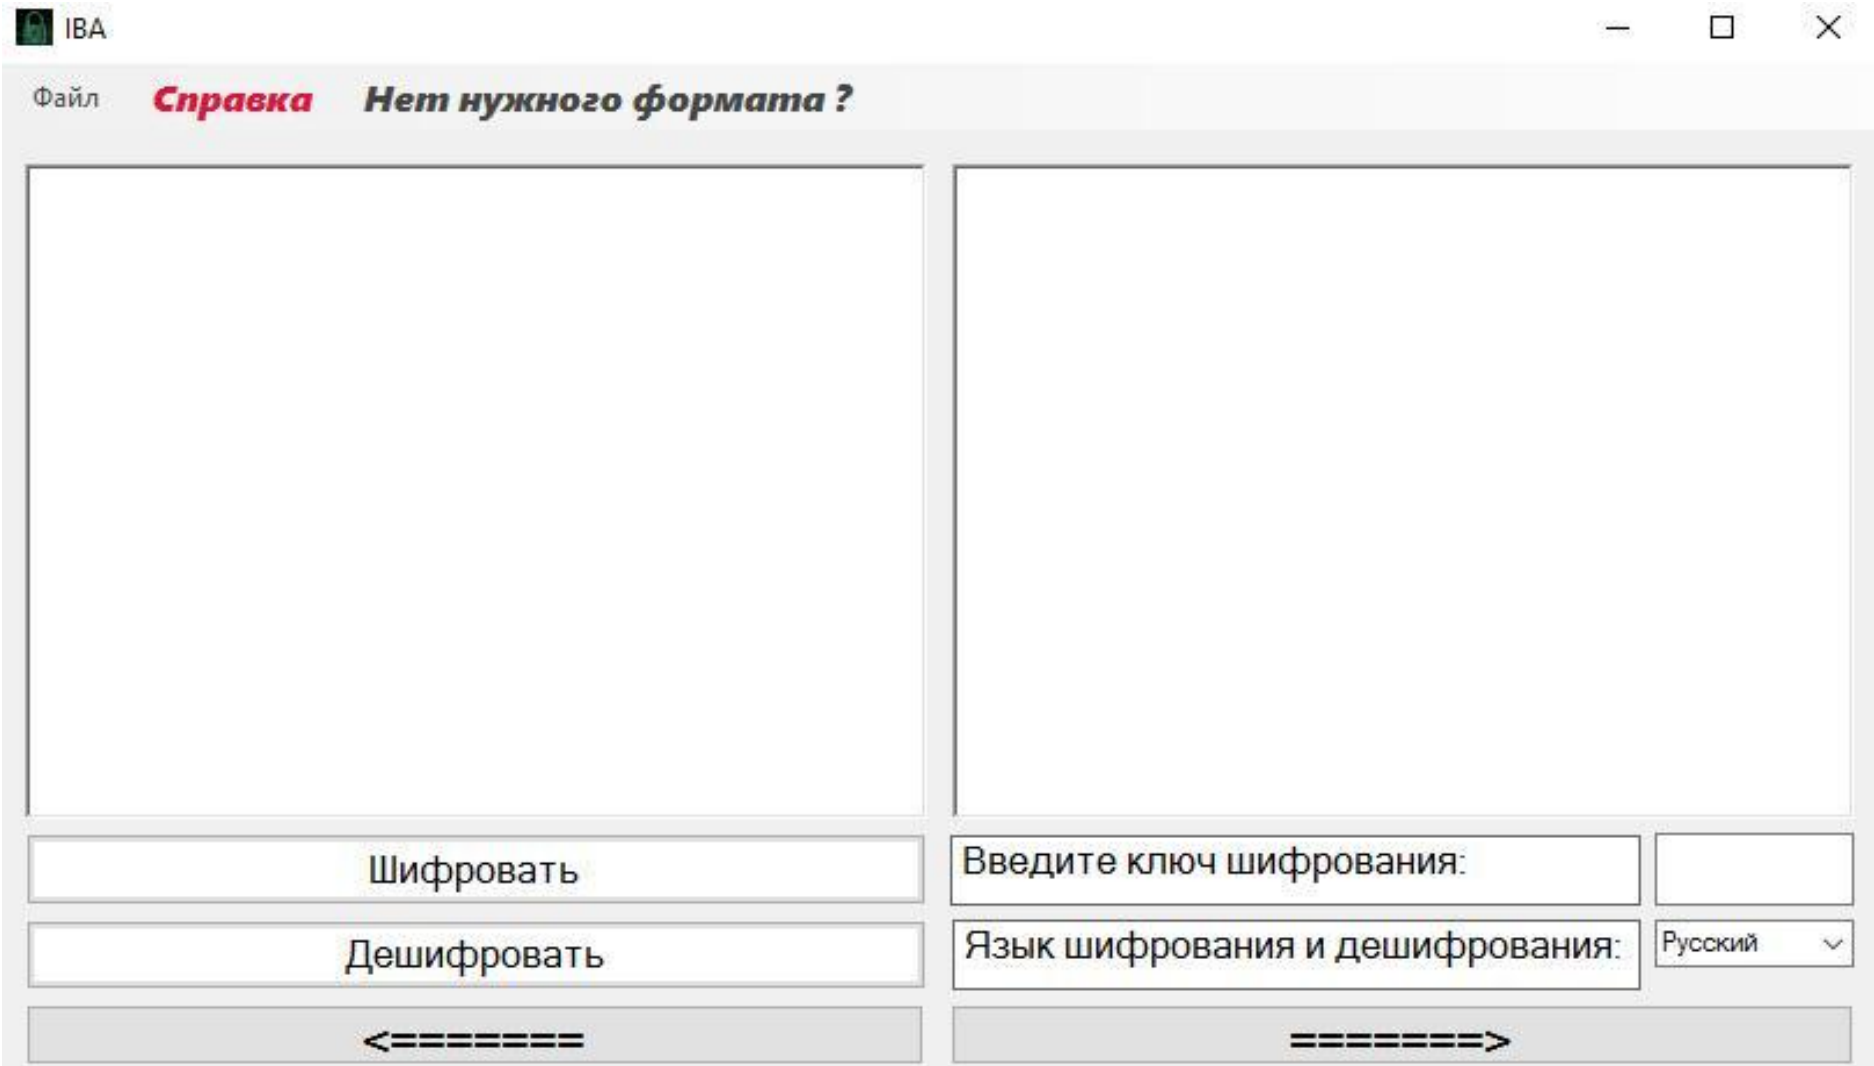 IBA
Файл Справка Нет нужного формата ?
Шифровать
Введите ключ шифрования:
Дешифровать
Язык шифрования и дешифрования: Русский
<=======
=======>